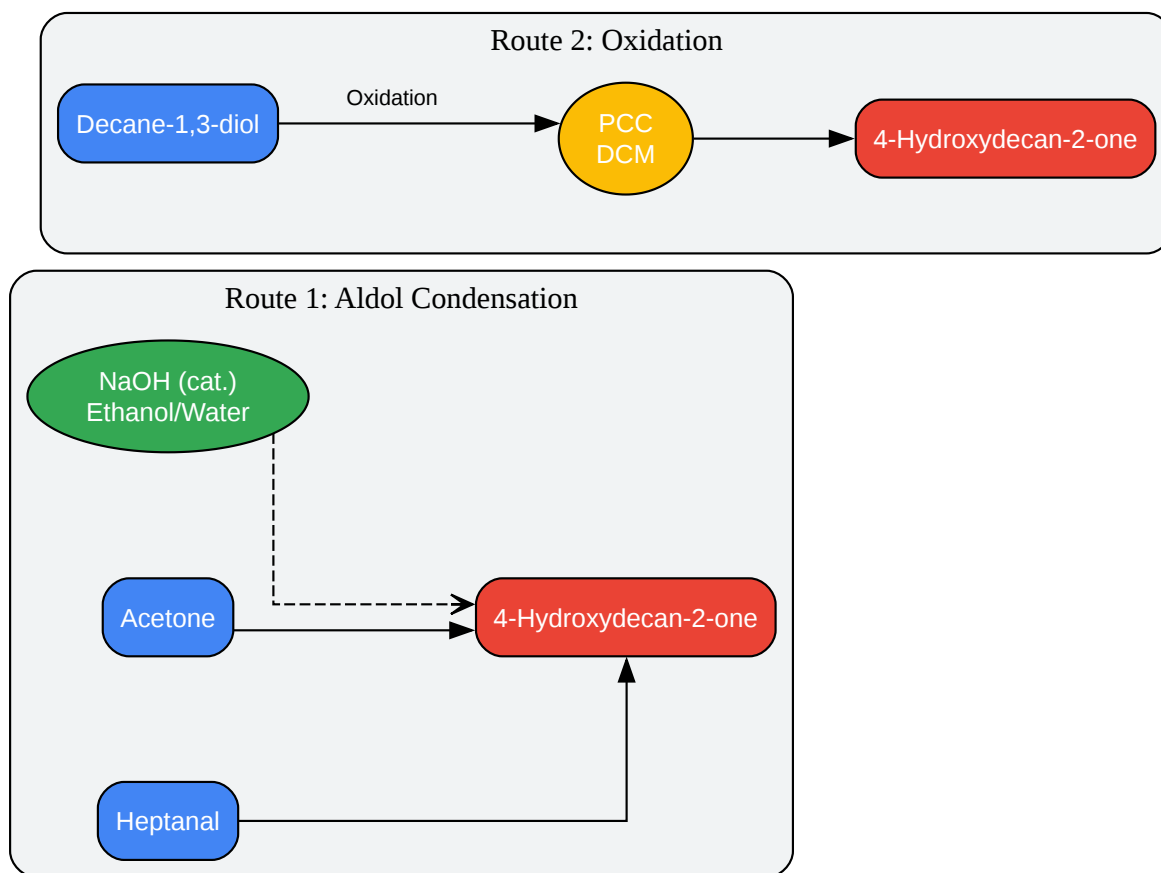 Route 2: Oxidation
Decane-1,3-diol
Oxidation
PCC
DCM
4-Hydroxydecan-2-one
Route 1: Aldol Condensation
NaOH (cat.)
Ethanol/Water
Acetone
4-Hydroxydecan-2-one
Heptanal